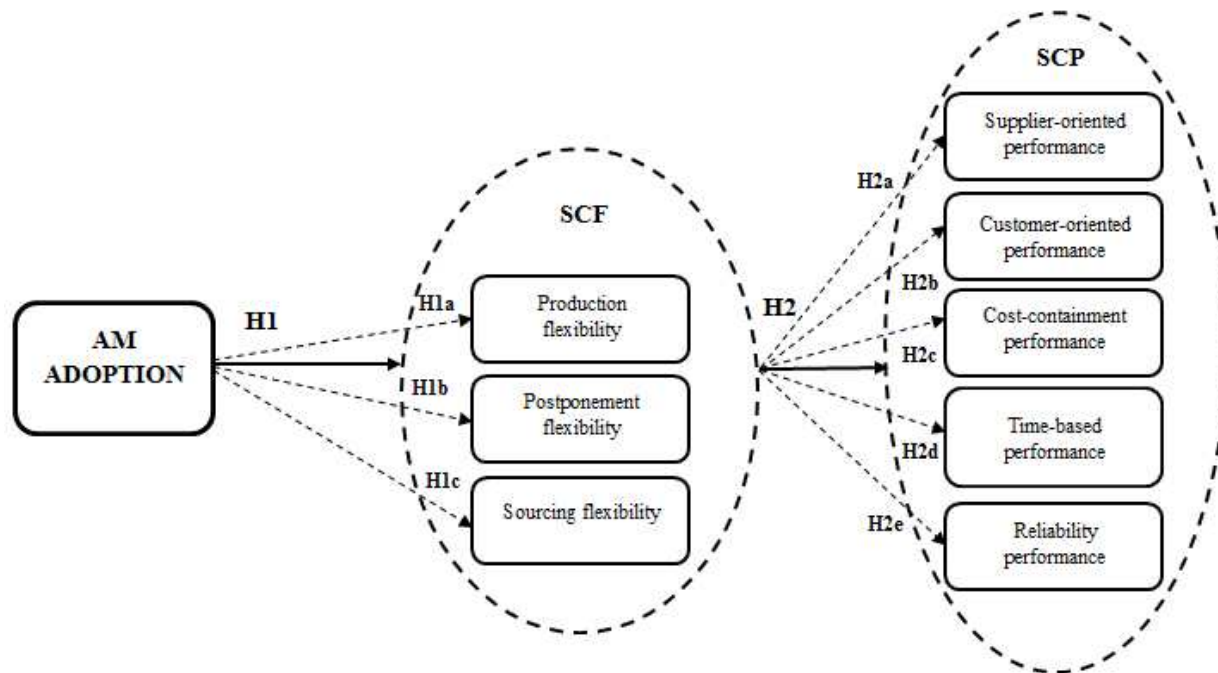 AM
ADOPTION
H1
H1a
H1b
H1c
SCF
Production
flexibility
Postponement
flexibility
Sourcing flexibility
H2
H2a
H2b
H2c
H2d
H2e
SCP
Supplier-oriented
performance
Customer-oriented
performance
Cost-containment
performance
Time-based
performance
Reliability
performance